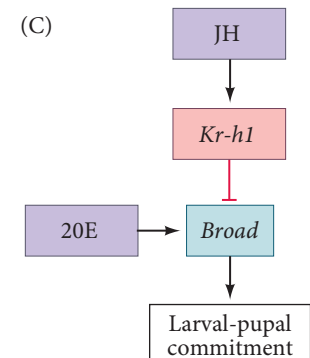 (C)
JH
Kr-h1
20E
Broad
Larval-pupal
commitment